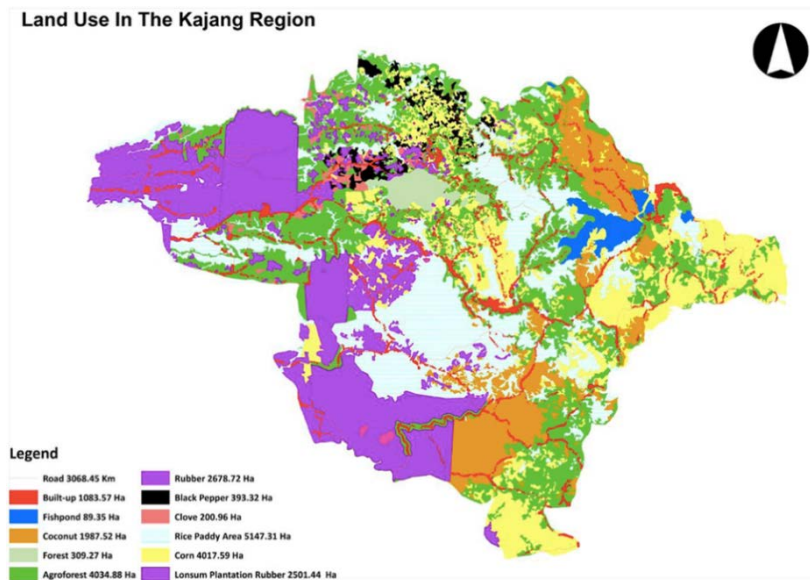 Land Use In The Kajang Region
Legend
Road 3068.45 Km
Built-up 1083.57 Ha
Fishpond 89.35 Ha
Coconut 1987.52 Ha
Forest 309.27 Ha
Agroforest 4034.88 Ha
Rubber 2678.72 Ha
Black Pepper 393.32 Ha
Clove 200.96 Ha
Rice Paddy Area 5147.31 Ha
Corn 4017.59 Ha
Lonsum Plantation Rubber 2501.44 Ha